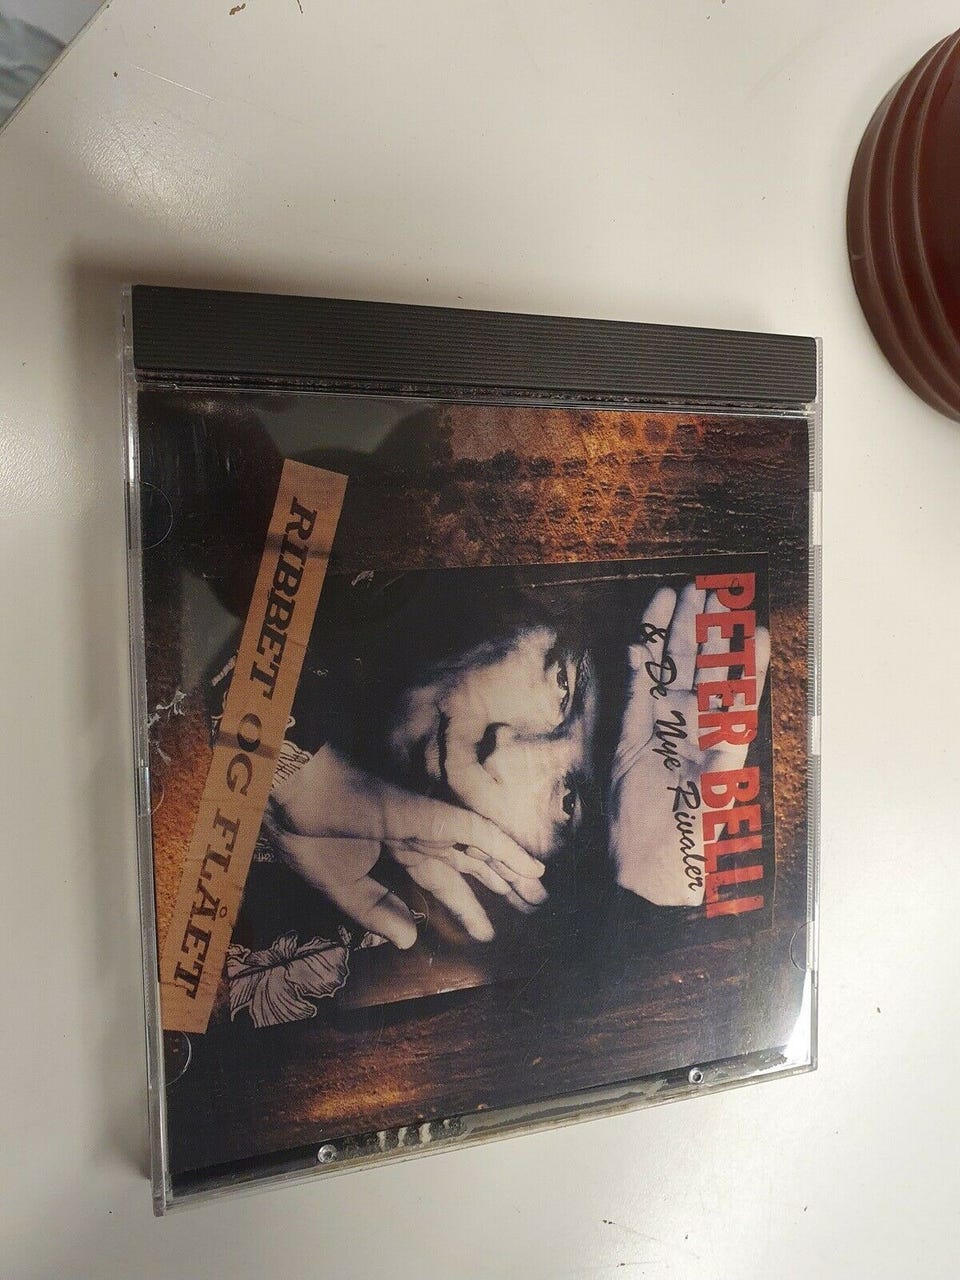 PETER BELLI
& De Nye Rivaler
RIBBET OG FLÅET